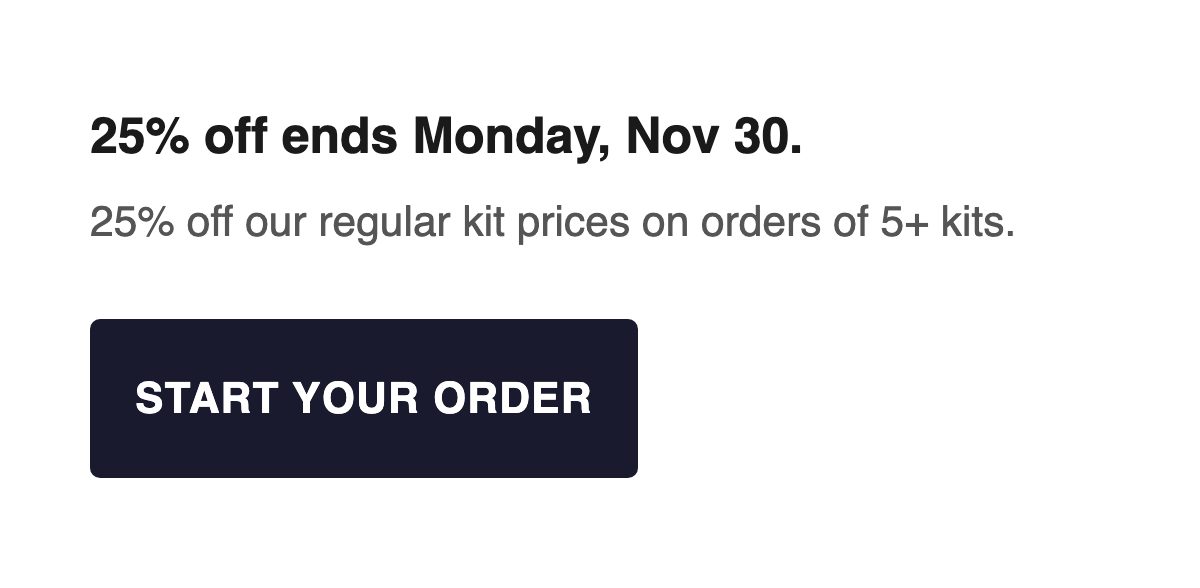 25% off ends Monday, Nov 30.
25% off our regular kit prices on orders of 5+ kits.
START YOUR ORDER